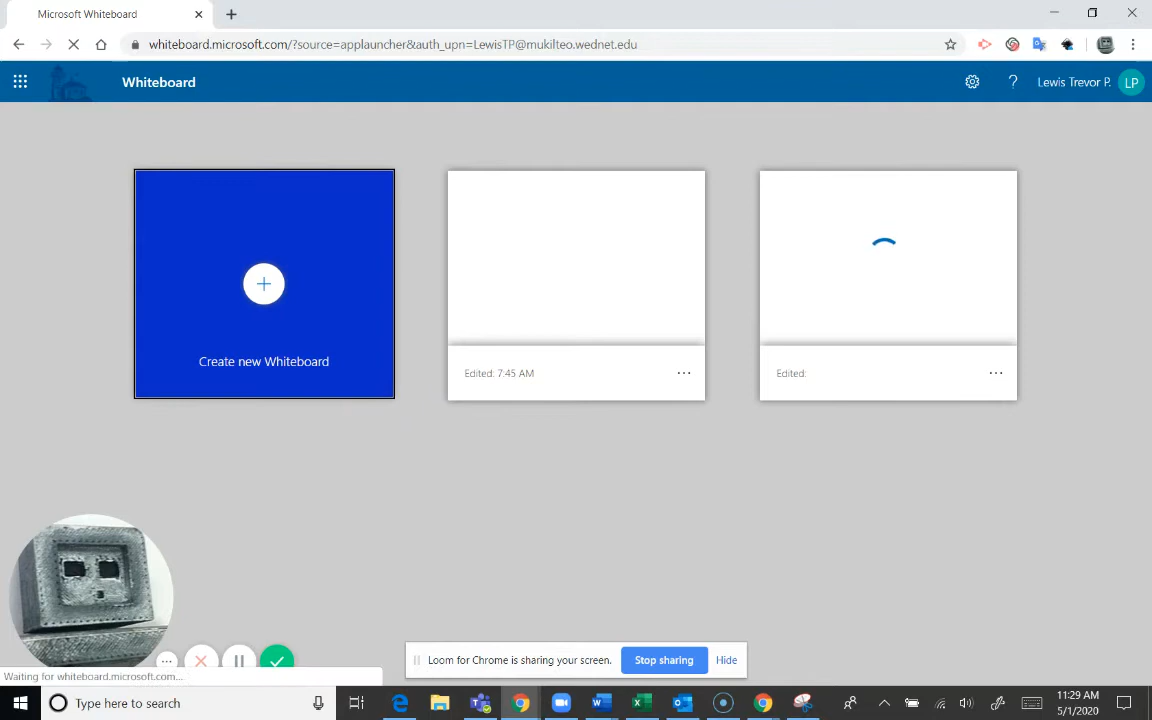 Microsoft Whiteboard
whiteboard.microsoft.com/?source=applauncher&auth_upn=LewisTP@mukilteo.wednet.edu
Whiteboard
? Lewis Trevor P. LP
Create new Whiteboard
Edited: 7:45 AM
Edited:
Loom for Chrome is sharing your screen. Stop sharing Hide
Waiting for whiteboard.microsoft.com...
Type here to search
11:29 AM
5/1/2020